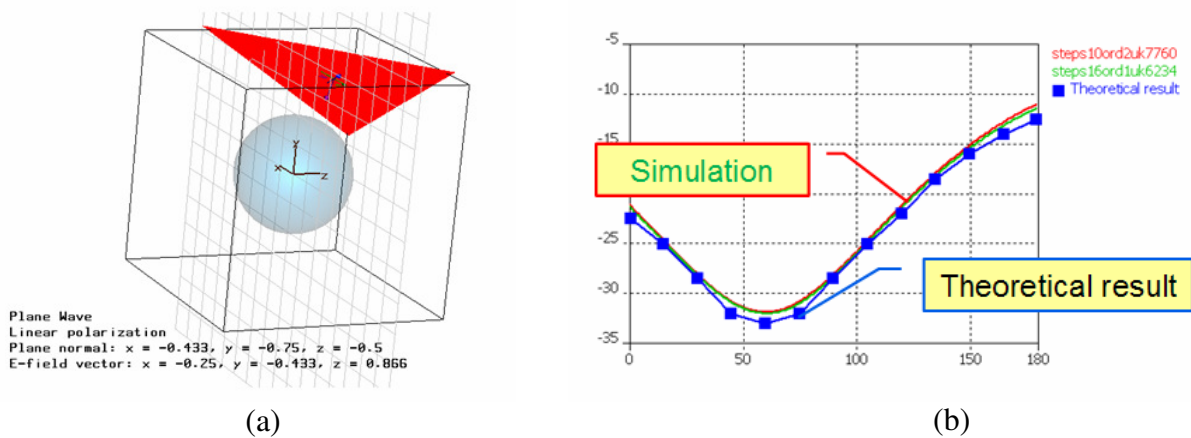 y
x
z
Plane Wave
Linear polarization
Plane normal: x = -0.433, y = -0.75, z = -0.5
E-field vector: x = -0.25, y = -0.433, z = 0.866
(a)
-5
-10
-15
-25
-30
-35
0
50
100
150
180
steps10ord2uk7760
steps16ord1uk6234
Theoretical result
Simulation
Theoretical result
(b)